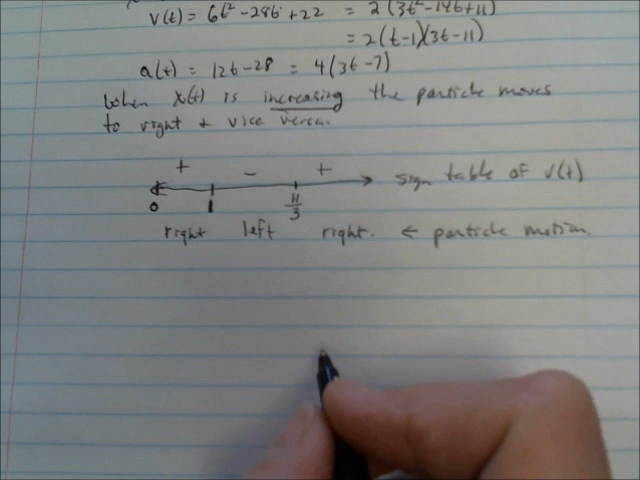 v(t) = 6t² - 28t + 22 = 2(3t² - 14t + 11)
= 2(t-1)(3t-11)
a(t) = 12t - 28 = 4(3t-7)
When x(t) is increasing the particle moves
to right + vice versa.
+ - +
sign table of v(t)
0 1 11/3
right left right. ← particle motion